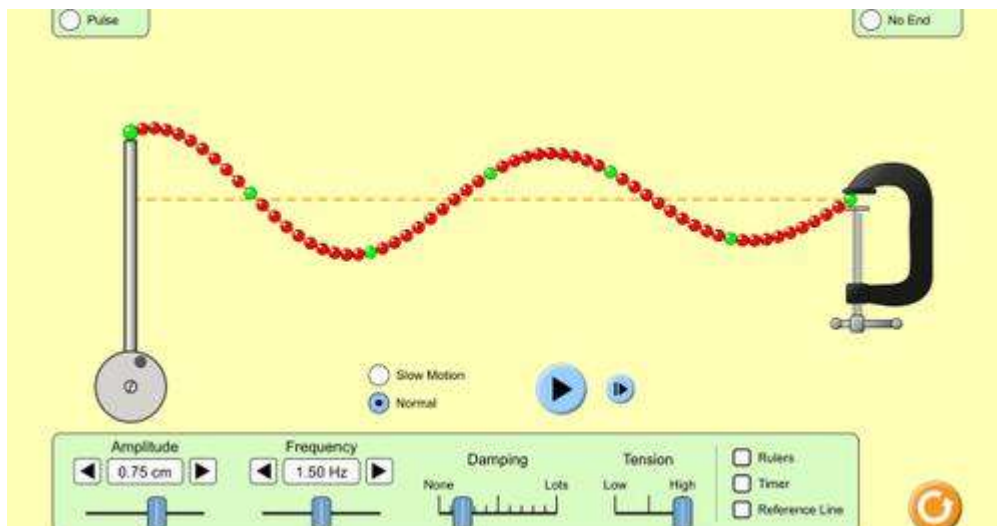 Pulse
No End
Slow Motion
Normal
Amplitude
0.75 cm
Frequency
1.50 Hz
Damping
None
Lots
Tension
Low
High
Rulers
Timer
Reference Line